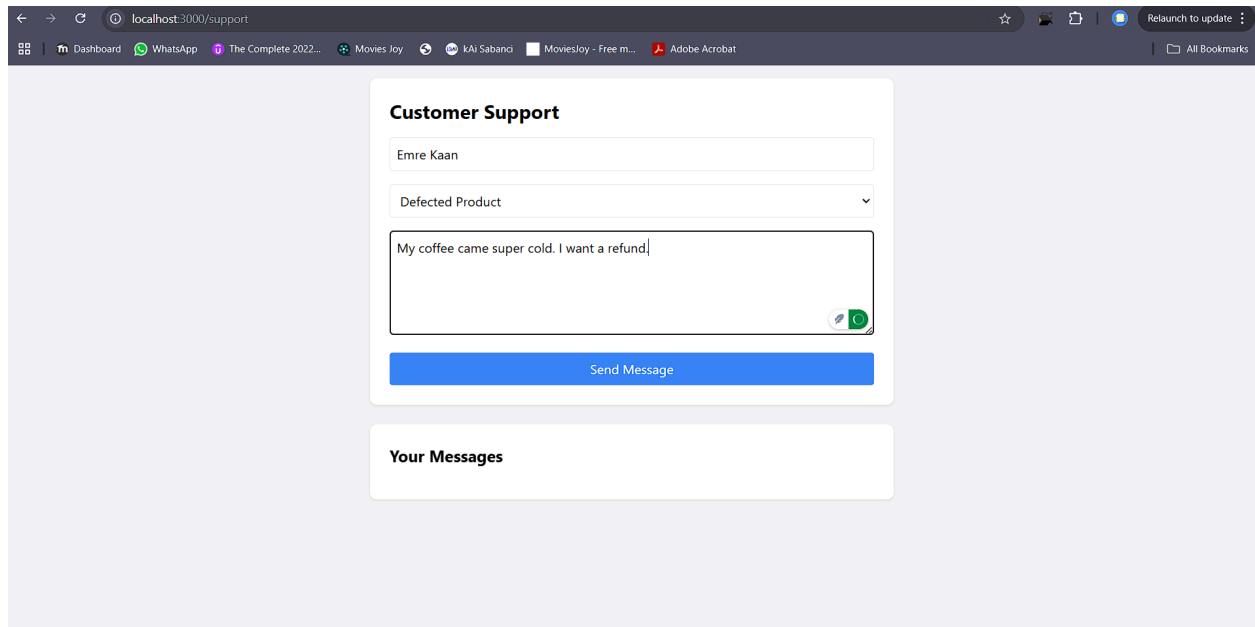 localhost:3000/support
Relaunch to update
Dashboard WhatsApp The Complete 2022... Movies Joy kAi Sabanci MoviesJoy - Free m... Adobe Acrobat All Bookmarks
Customer Support
Emre Kaan
Defected Product
My coffee came super cold. I want a refund.
Send Message
Your Messages